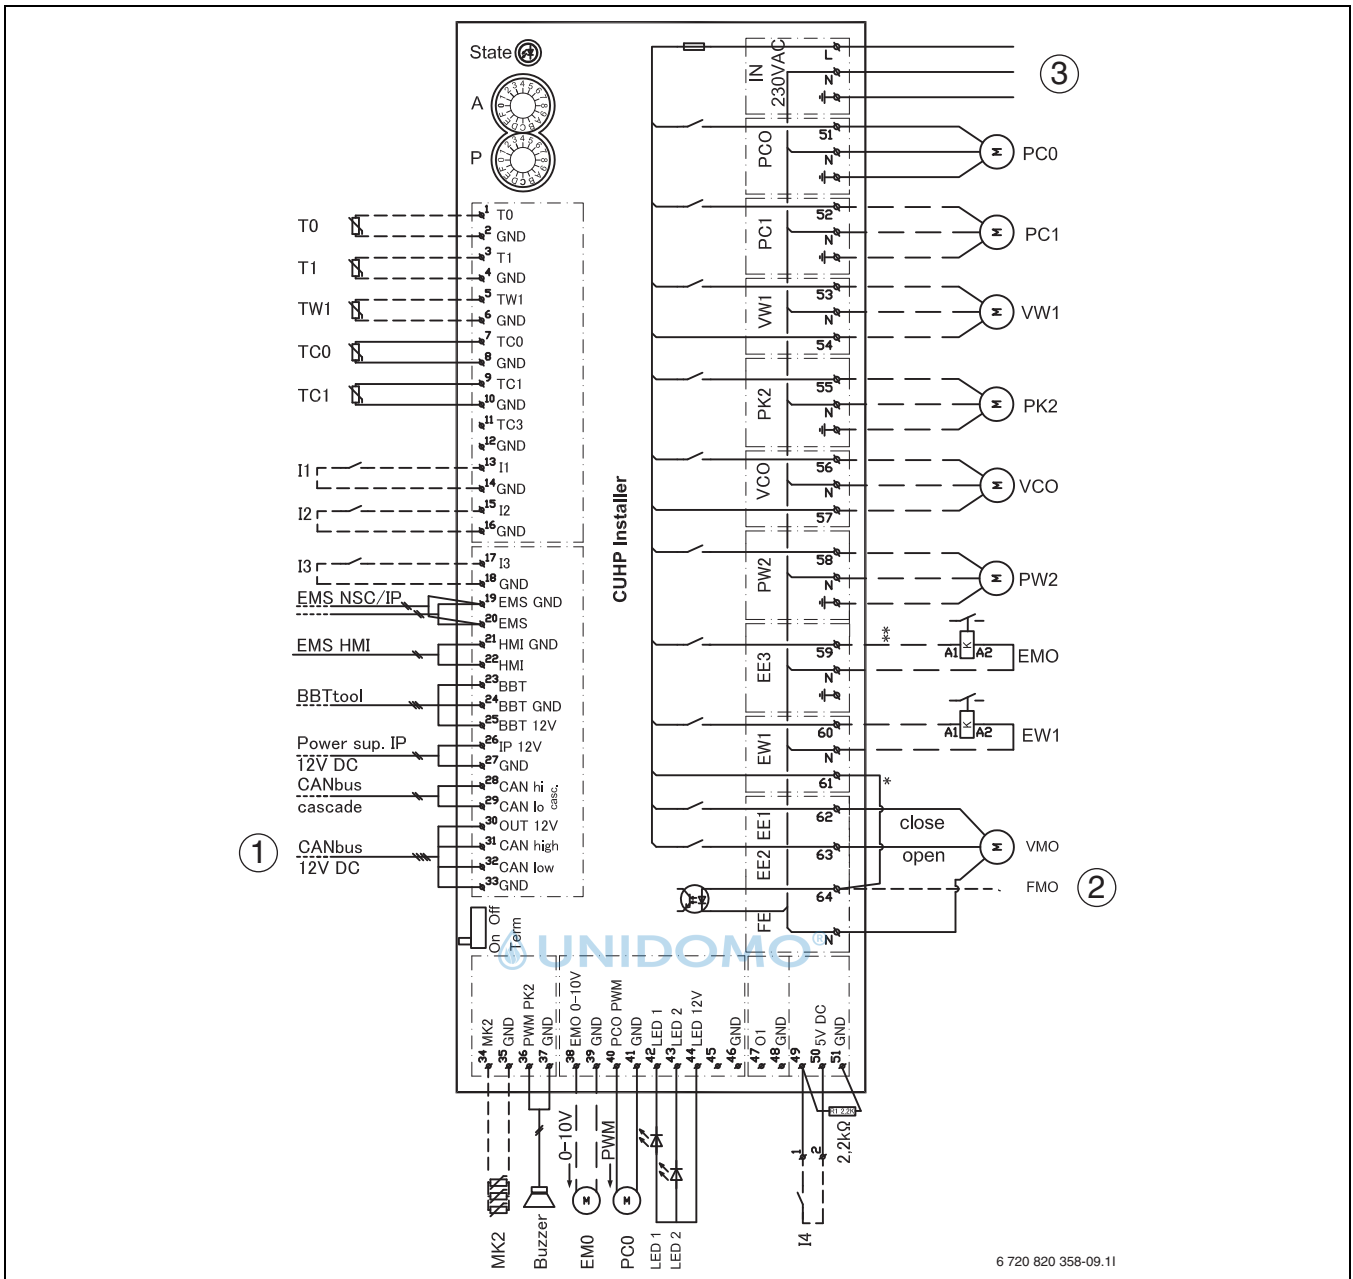 State
A
P
CUHP Installer
T0
T1
TW1
TC0
TC1
I1
I2
I3
EMS NSC/IP
EMS HMI
BBTtool
Power sup. IP
12V DC
CANbus
cascade
1
CANbus
12V DC
1 T0
2 GND
3 T1
4 GND
5 TW1
6 GND
7 TC0
8 GND
9 TC1
10 GND
11 TC3
12 GND
13 I1
14 GND
15 I2
16 GND
17 I3
18 GND
19 EMS GND
20 EMS
21 HMI GND
22 HMI
23 BBT
24 BBT GND
25 BBT 12V
26 IP 12V
27 GND
28 CAN hi casc.
29 CAN lo
30 OUT 12V
31 CAN high
32 CAN low
33 GND
On Off
Term
IN
230VAC
L
N
3
PCO
51
N
M
PC0
PC1
52
N
M
PC1
VW1
53
N
54
M
VW1
PK2
55
N
M
PK2
VCO
56
N
57
M
VCO
PW2
58
N
M
PW2
EE3
59
N
**
A1 K A2
EMO
EW1
60
N
61
*
A1 K A2
EW1
EE1
62
close
EE2
63
open
M
VMO
FE
64
FMO
2
N
UNIDOMO®
34 MK2
35 GND
36 PWM PK2
37 GND
38 EMO 0-10V
39 GND
40 PCO PWM
41 GND
42 LED 1
43 LED 2
44 LED 12V
45
46 GND
47 O1
48 GND
49
50 5V DC
51 GND
R1 2.2K
2,2kΩ
1
2
0-10V
PWM
M
M
MK2
Buzzer
EM0
PC0
LED 1
LED 2
I4
6 720 820 358-09.1I